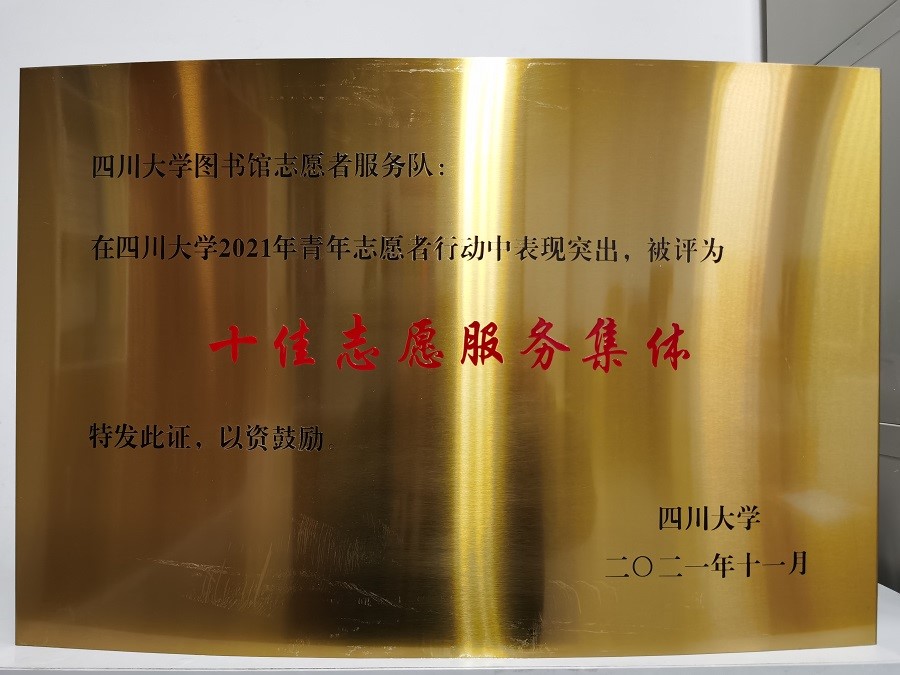 四川大学图书馆志愿者服务队：
在四川大学2021年青年志愿者行动中表现突出，被评为
十佳志愿服务集体
特发此证，以资鼓励.
四川大学
二〇二一年十一月